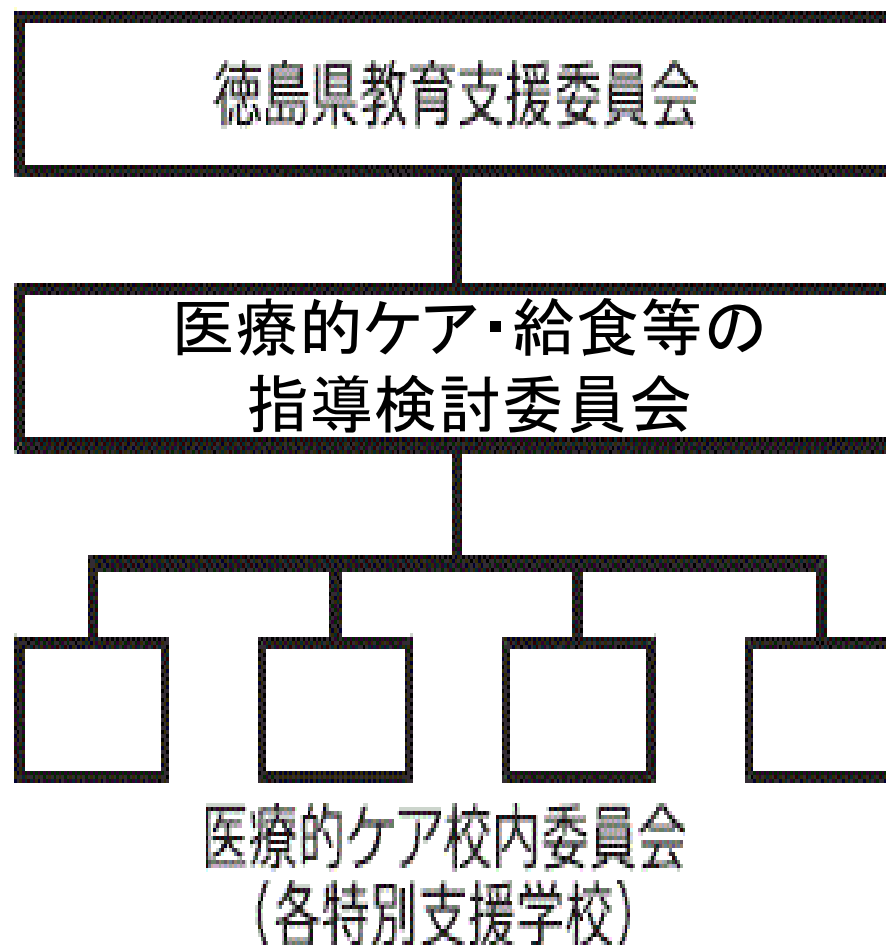 徳島県教育支援委員会
医療的ケア・給食等の
指導検討委員会
医療的ケア校内委員会
（各特別支援学校）